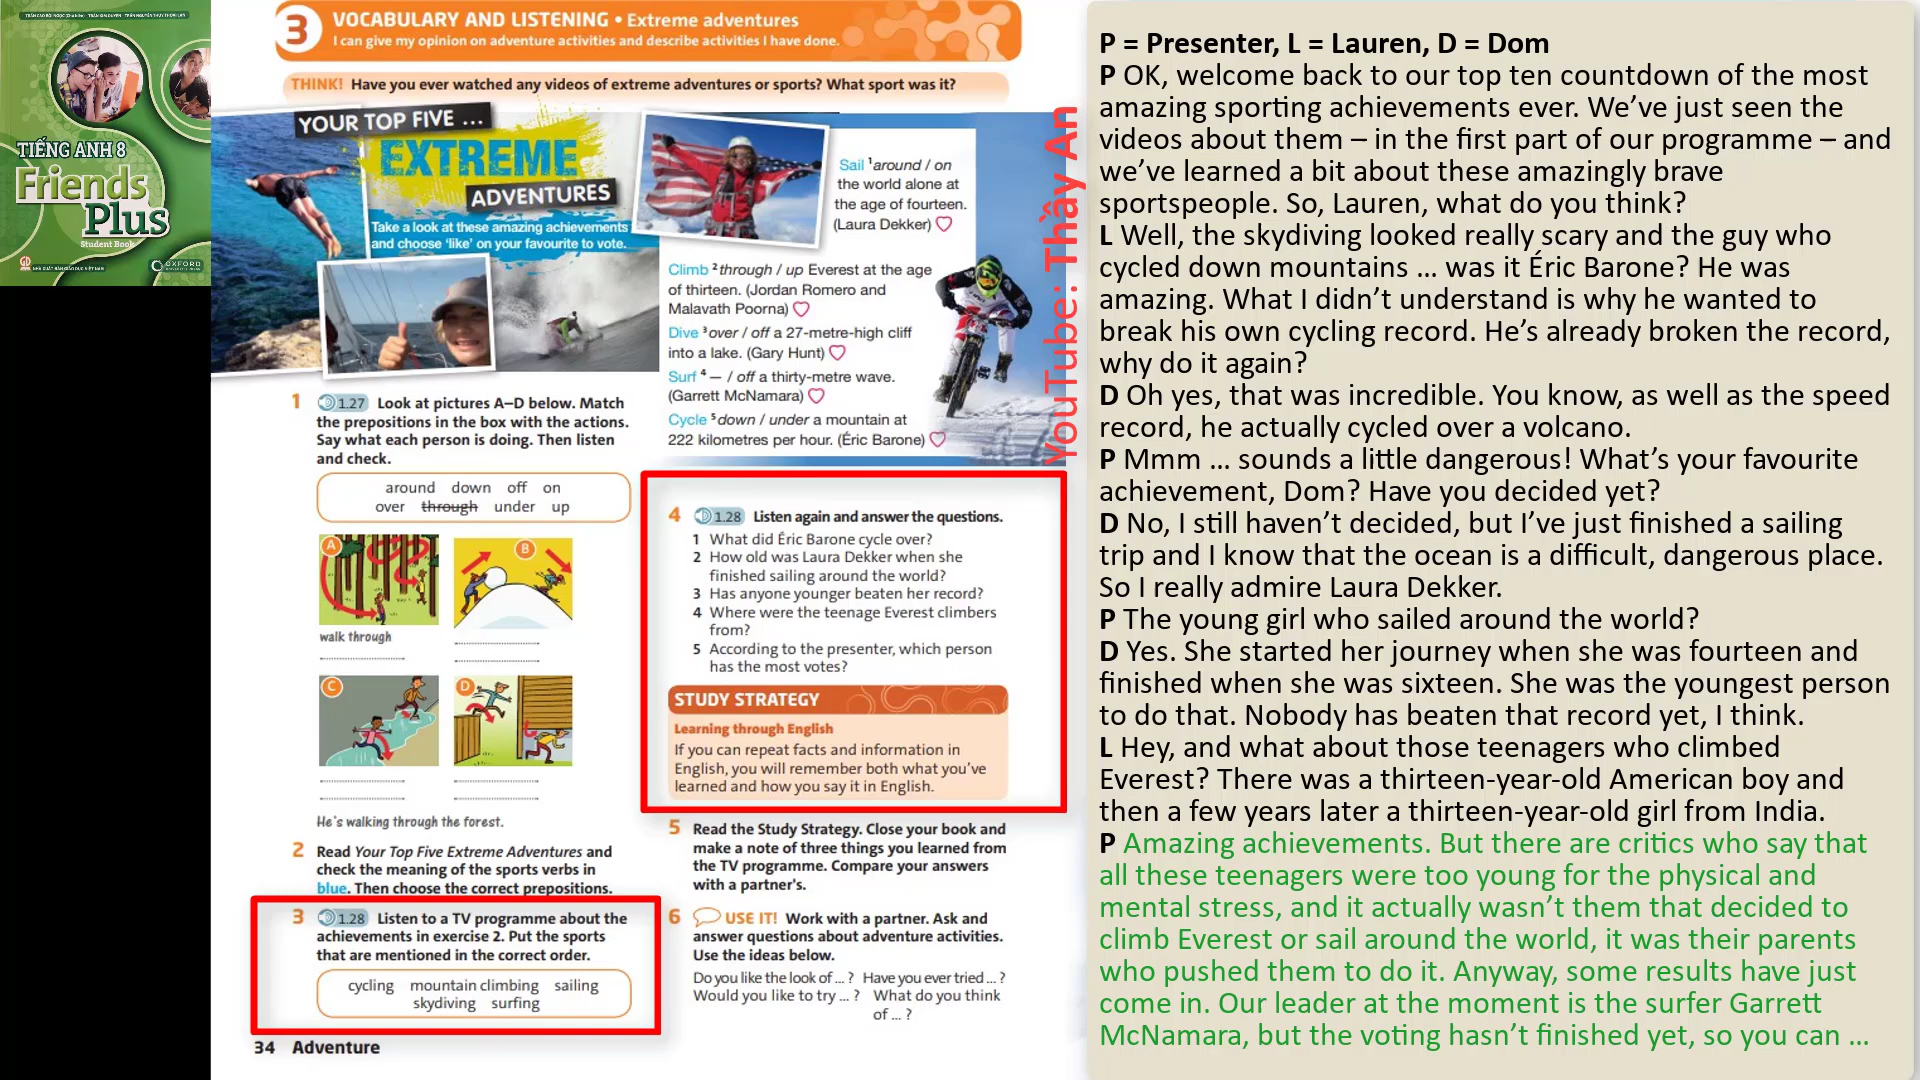 TIẾNG ANH 8
Friends
Plus
Student Book
NHÀ XUẤT BẢN GIÁO DỤC VIỆT NAM
OXFORD
3
VOCABULARY AND LISTENING • Extreme adventures
I can give my opinion on adventure activities and describe activities I have done.
THINK! Have you ever watched any videos of extreme adventures or sports? What sport was it?
YOUR TOP FIVE ...
EXTREME
ADVENTURES
Take a look at these amazing achievements
and choose ‘like’ on your favourite to vote.
Sail ¹around / on
the world alone at
the age of fourteen.
(Laura Dekker)
Climb ²through / up Everest at the age
of thirteen. (Jordan Romero and
Malavath Poorna)
Dive ³over / off a 27-metre-high cliff
into a lake. (Gary Hunt)
Surf ⁴ — / off a thirty-metre wave.
(Garrett McNamara)
Cycle ⁵down / under a mountain at
222 kilometres per hour. (Éric Barone)
YouTube: Thầy An
1 1.27 Look at pictures A–D below. Match
the prepositions in the box with the actions.
Say what each person is doing. Then listen
and check.
around down off on
over through under up
A
B
walk through
C
D
He's walking through the forest.
2 Read Your Top Five Extreme Adventures and
check the meaning of the sports verbs in
blue. Then choose the correct prepositions.
3 1.28 Listen to a TV programme about the
achievements in exercise 2. Put the sports
that are mentioned in the correct order.
cycling mountain climbing sailing
skydiving surfing
34 Adventure
4 1.28 Listen again and answer the questions.
1 What did Éric Barone cycle over?
2 How old was Laura Dekker when she
finished sailing around the world?
3 Has anyone younger beaten her record?
4 Where were the teenage Everest climbers
from?
5 According to the presenter, which person
has the most votes?
STUDY STRATEGY
Learning through English
If you can repeat facts and information in
English, you will remember both what you've
learned and how you say it in English.
5 Read the Study Strategy. Close your book and
make a note of three things you learned from
the TV programme. Compare your answers
with a partner's.
6 USE IT! Work with a partner. Ask and
answer questions about adventure activities.
Use the ideas below.
Do you like the look of ... ? Have you ever tried ... ?
Would you like to try ... ? What do you think
of ... ?
P = Presenter, L = Lauren, D = Dom
P OK, welcome back to our top ten countdown of the most
amazing sporting achievements ever. We’ve just seen the
videos about them – in the first part of our programme – and
we’ve learned a bit about these amazingly brave
sportspeople. So, Lauren, what do you think?
L Well, the skydiving looked really scary and the guy who
cycled down mountains … was it Éric Barone? He was
amazing. What I didn’t understand is why he wanted to
break his own cycling record. He’s already broken the record,
why do it again?
D Oh yes, that was incredible. You know, as well as the speed
record, he actually cycled over a volcano.
P Mmm … sounds a little dangerous! What’s your favourite
achievement, Dom? Have you decided yet?
D No, I still haven’t decided, but I’ve just finished a sailing
trip and I know that the ocean is a difficult, dangerous place.
So I really admire Laura Dekker.
P The young girl who sailed around the world?
D Yes. She started her journey when she was fourteen and
finished when she was sixteen. She was the youngest person
to do that. Nobody has beaten that record yet, I think.
L Hey, and what about those teenagers who climbed
Everest? There was a thirteen-year-old American boy and
then a few years later a thirteen-year-old girl from India.
P Amazing achievements. But there are critics who say that
all these teenagers were too young for the physical and
mental stress, and it actually wasn’t them that decided to
climb Everest or sail around the world, it was their parents
who pushed them to do it. Anyway, some results have just
come in. Our leader at the moment is the surfer Garrett
McNamara, but the voting hasn’t finished yet, so you can …